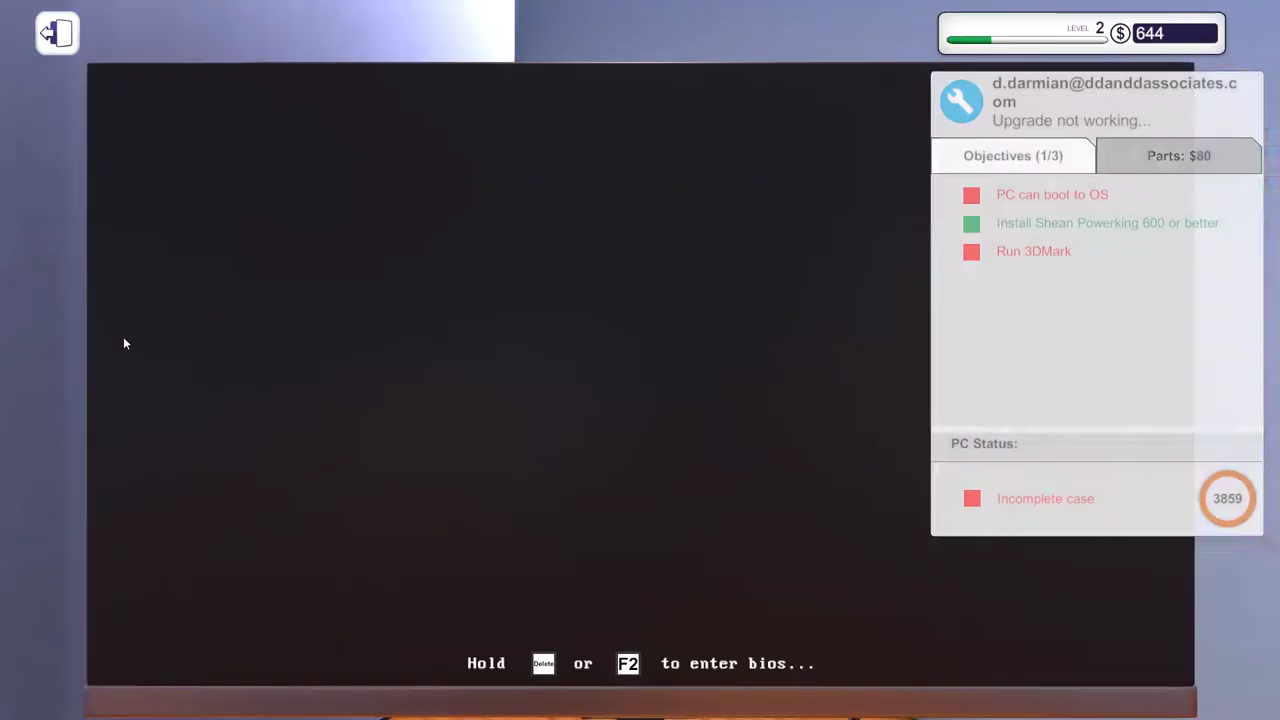 LEVEL 2 $ 644
d.darmian@ddanddassociates.c
om
Upgrade not working...
Objectives (1/3) Parts: $80
PC can boot to OS
Install Shean Powerking 600 or better
Run 3DMark
PC Status:
Incomplete case 3859
Hold Delete or F2 to enter bios...